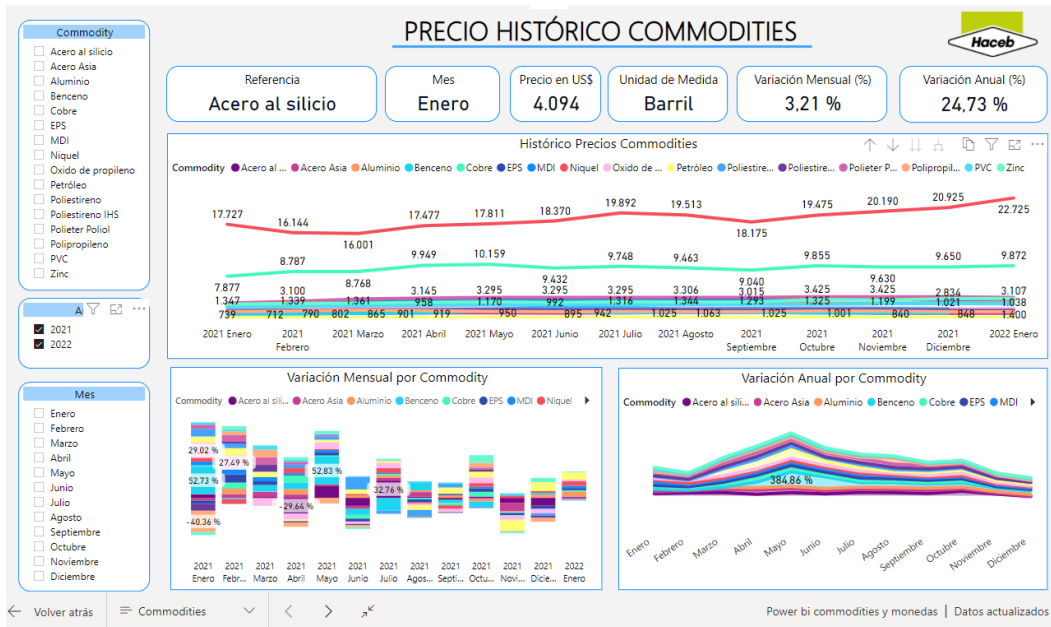 PRECIO HISTÓRICO COMMODITIES
Haceb
Commodity
Acero al silicio
Acero Asia
Aluminio
Benceno
Cobre
EPS
MDI
Niquel
Oxido de propileno
Petróleo
Poliestireno
Poliestireno IHS
Polieter Poliol
Polipropileno
PVC
Zinc
2021
2022
Mes
Enero
Febrero
Marzo
Abril
Mayo
Junio
Julio
Agosto
Septiembre
Octubre
Noviembre
Diciembre
Referencia
Acero al silicio
Mes
Enero
Precio en US$
4.094
Unidad de Medida
Barril
Variación Mensual (%)
3,21 %
Variación Anual (%)
24,73 %
Histórico Precios Commodities
Commodity Acero al ... Acero Asia Aluminio Benceno Cobre EPS MDI Niquel Oxido de ... Petróleo Poliestire... Poliestire... Polieter P... Polipropil... PVC Zinc
17.727 16.144 16.001 17.477 17.811 18.370 19.892 19.513 18.175 19.475 20.190 20.925 22.725
7.877 8.787 8.768 9.949 10.159 9.432 9.748 9.463 9.040 9.855 9.630 9.650 9.872
3.100 3.145 3.295 3.295 3.295 3.306 3.015 3.425 3.425 2.834 3.107
1.347 1.339 1.361 958 1.170 992 1.316 1.344 1.293 1.325 1.199 1.021 1.038
739 712 790 802 865 901 919 950 895 942 1.025 1.063 1.025 1.001 840 848 1.400
2021 Enero 2021 Febrero 2021 Marzo 2021 Abril 2021 Mayo 2021 Junio 2021 Julio 2021 Agosto 2021 Septiembre 2021 Octubre 2021 Noviembre 2021 Diciembre 2022 Enero
Variación Mensual por Commodity
Commodity Acero al sili... Acero Asia Aluminio Benceno Cobre EPS MDI Niquel
29,02 %
52,73 %
-40,36 %
27,49 %
-29,64 %
52,83 %
32,76 %
2021 Enero 2021 Febr... 2021 Marzo 2021 Abril 2021 Mayo 2021 Junio 2021 Julio 2021 Agos... 2021 Septi... 2021 Octu... 2021 Novi... 2021 Dicie... 2022 Enero
Variación Anual por Commodity
Commodity Acero al sili... Acero Asia Aluminio Benceno Cobre EPS MDI
384,86 %
Enero Febrero Marzo Abril Mayo Junio Julio Agosto Septiembre Octubre Noviembre Diciembre
Volver atrás
Commodities
Power bi commodities y monedas | Datos actualizados